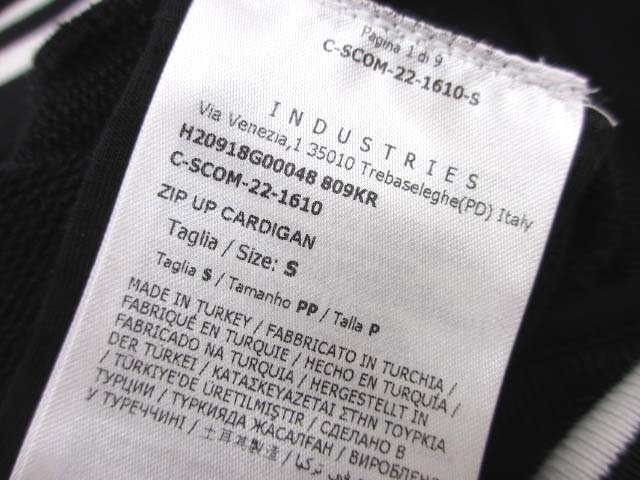 Pagina 1 di 9
C-SCOM-22-1610-S
INDUSTRIES
Via Venezia,1 35010 Trebaseleghe(PD) Italy
H20918G00048 809KR
C-SCOM-22-1610
ZIP UP CARDIGAN
Taglia / Size: S
Taglia S / Tamanho PP / Talla P
MADE IN TURKEY / FABBRICATO IN TURCHIA /
FABRIQUÉ EN TURQUIE / HECHO EN TURQUÍA /
FABRICADO NA TURQUIA / HERGESTELLT IN
DER TÜRKEI / ΚΑΤΑΣΚΕΥΑΖΕΤΑΙ ΣΤΗΝ ΤΟΥΡΚΙΑ
/ TÜRKİYE'DE ÜRETİLMİŞTİR / СДЕЛАНО В
ТУРЦИИ / ТУРКИЯДА ЖАСАЛҒАН / ВИРОБЛЕНО
У ТУРЕЧЧИНІ / 土耳其製造 /